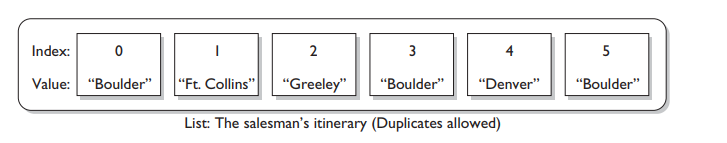 Index: 0 1 2 3 4 5
Value: “Boulder” “Ft. Collins” “Greeley” “Boulder” “Denver” “Boulder”
List: The salesman’s itinerary (Duplicates allowed)